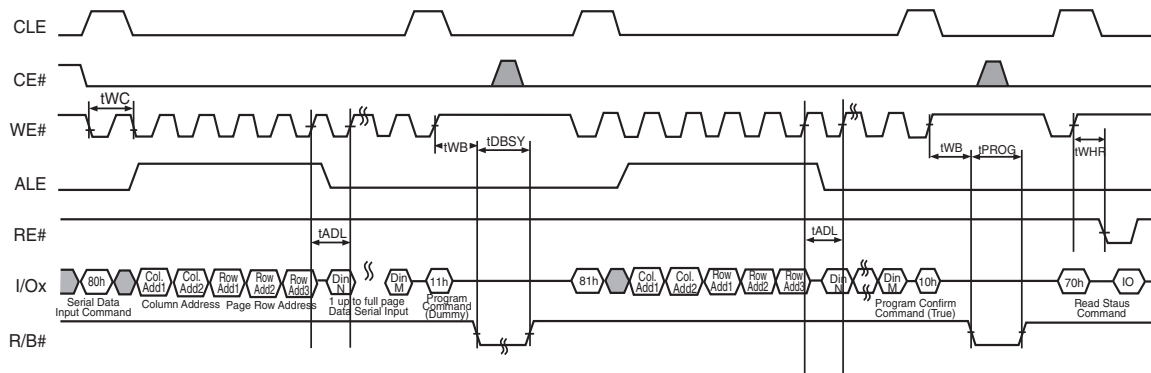 CLE
CE#
tWC
WE#
tWB
tDBSY
tWB
tPROG
tWHR
ALE
RE#
tADL
tADL
I/Ox
80h
Col.
Add1
Col.
Add2
Row
Add1
Row
Add2
Row
Add3
Din
N
Din
M
11h
81h
Col.
Add1
Col.
Add2
Row
Add1
Row
Add2
Row
Add3
Din
N
Din
M
10h
70h
IO
Serial Data
Input Command
Column Address
Page Row Address
1 up to full page
Data Serial Input
Program
Command
(Dummy)
Program Confirm
Command (True)
Read Staus
Command
R/B#